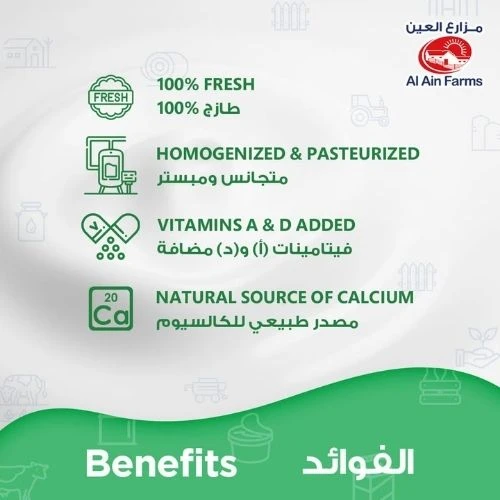 مزارع العين
Al Ain Farms
FRESH
100% FRESH
100% طازج
HOMOGENIZED & PASTEURIZED
متجانس ومبستر
VITAMINS A & D ADDED
فيتامينات (أ) و(د) مضافة
20
Ca
NATURAL SOURCE OF CALCIUM
مصدر طبيعي للكالسيوم
Benefits الفوائد